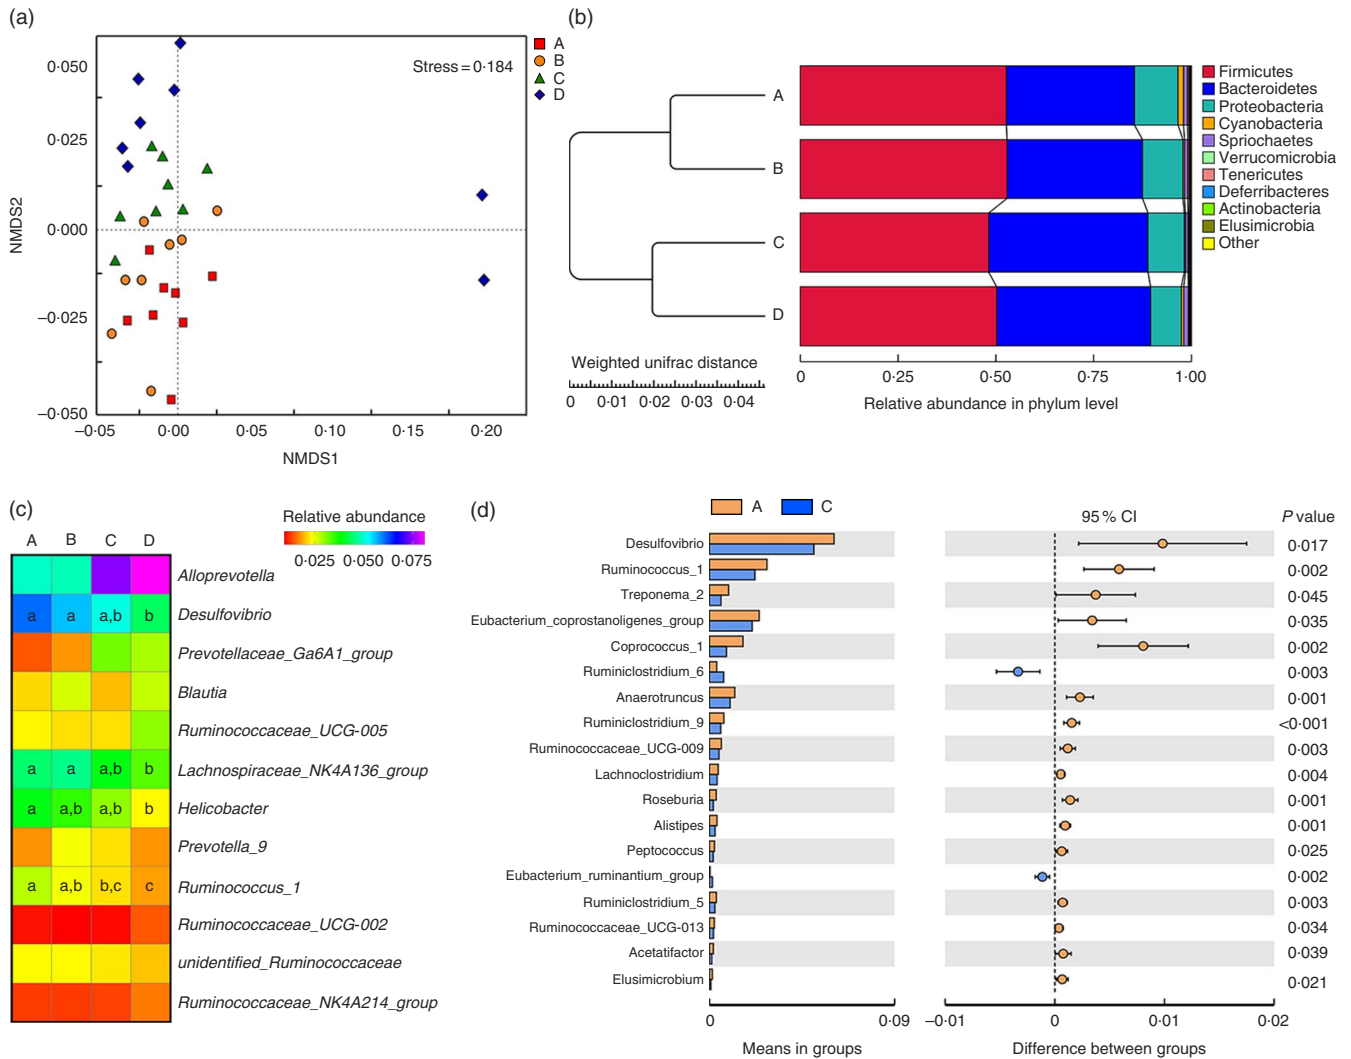 (a)
Stress = 0·184
A
B
C
D
NMDS2
0·050
0·025
0·000
–0·025
–0·050
–0·05 0·00 0·05 0·10 0·15 0·20
NMDS1
(b)
A
B
C
D
Weighted unifrac distance
0 0·01 0·02 0·03 0·04
0 0·25 0·50 0·75 1·00
Relative abundance in phylum level
Firmicutes
Bacteroidetes
Proteobacteria
Cyanobacteria
Spriochaetes
Verrucomicrobia
Tenericutes
Deferribacteres
Actinobacteria
Elusimicrobia
Other
(c)
Relative abundance
0·025 0·050 0·075
A B C D
Alloprevotella
a a a,b b Desulfovibrio
Prevotellaceae_Ga6A1_group
Blautia
Ruminococcaceae_UCG-005
a a a,b b Lachnospiraceae_NK4A136_group
a a,b a,b b Helicobacter
Prevotella_9
a a,b b,c c Ruminococcus_1
Ruminococcaceae_UCG-002
unidentified_Ruminococcaceae
Ruminococcaceae_NK4A214_group
(d)
A C
95 % CI P value
Desulfovibrio 0·017
Ruminococcus_1 0·002
Treponema_2 0·045
Eubacterium_coprostanoligenes_group 0·035
Coprococcus_1 0·002
Ruminiclostridium_6 0·003
Anaerotruncus 0·001
Ruminiclostridium_9 <0·001
Ruminococcaceae_UCG-009 0·003
Lachnoclostridium 0·004
Roseburia 0·001
Alistipes 0·001
Peptococcus 0·025
Eubacterium_ruminantium_group 0·002
Ruminiclostridium_5 0·003
Ruminococcaceae_UCG-013 0·034
Acetatifactor 0·039
Elusimicrobium 0·021
0 0·09 –0·01 0 0·01 0·02
Means in groups Difference between groups